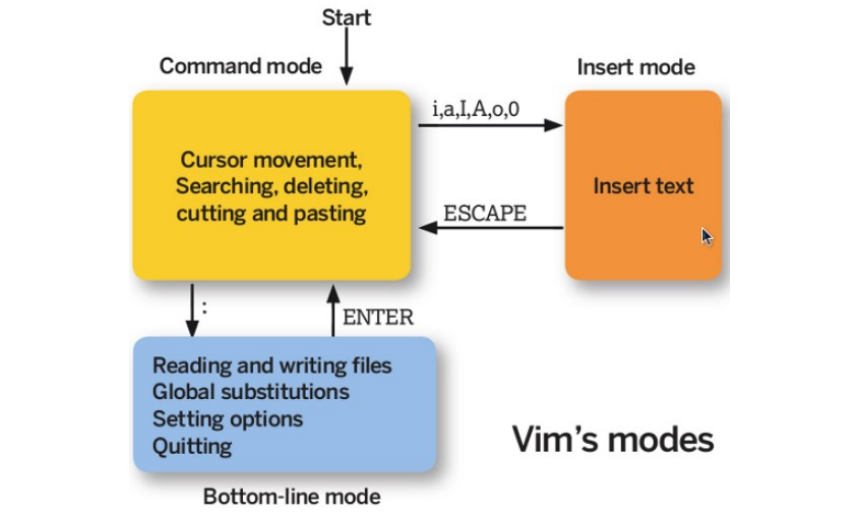 Start
Command mode
Insert mode
i,a,I,A,o,0
Cursor movement,
Searching, deleting,
cutting and pasting
Insert text
ESCAPE
:
ENTER
Reading and writing files
Global substitutions
Setting options
Quitting
Vim's modes
Bottom-line mode